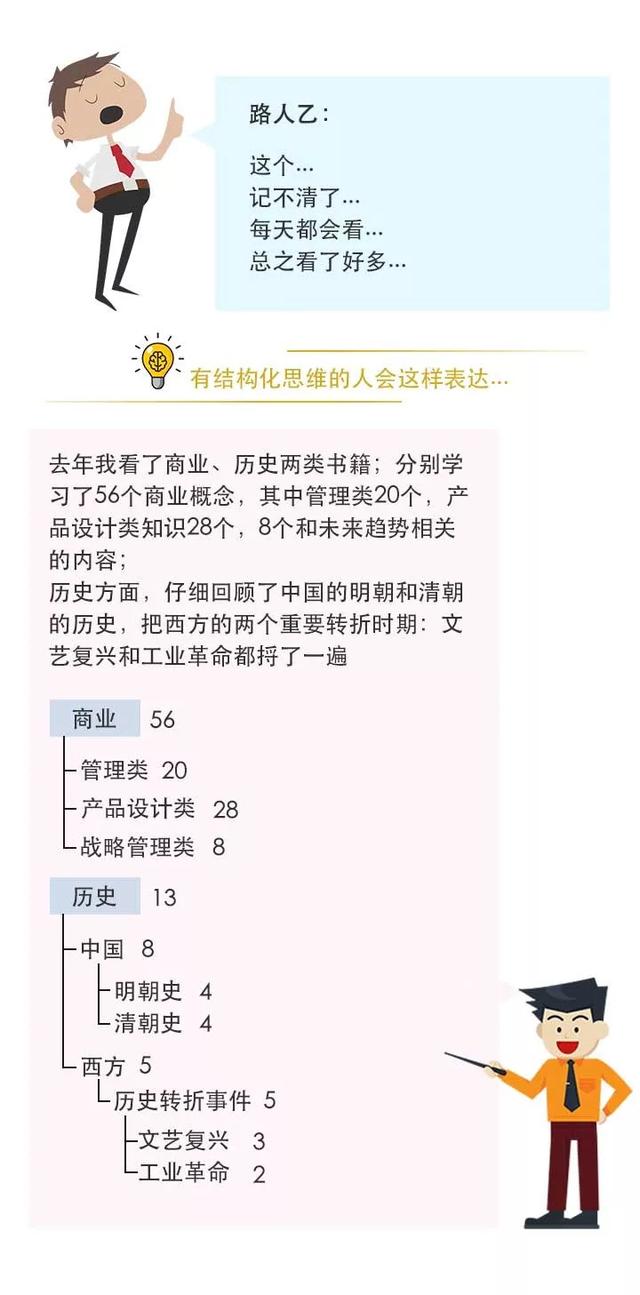 路人乙：
这个...
记不清了...
每天都会看...
总之看了好多...
有结构化思维的人会这样表达...
去年我看了商业、历史两类书籍；分别学
习了56个商业概念，其中管理类20个，产
品设计类知识28个，8个和未来趋势相关
的内容；
历史方面，仔细回顾了中国的明朝和清朝
的历史，把西方的两个重要转折时期：文
艺复兴和工业革命都捋了一遍
商业 56
管理类 20
产品设计类 28
战略管理类 8
历史 13
中国 8
明朝史 4
清朝史 4
西方 5
历史转折事件 5
文艺复兴 3
工业革命 2